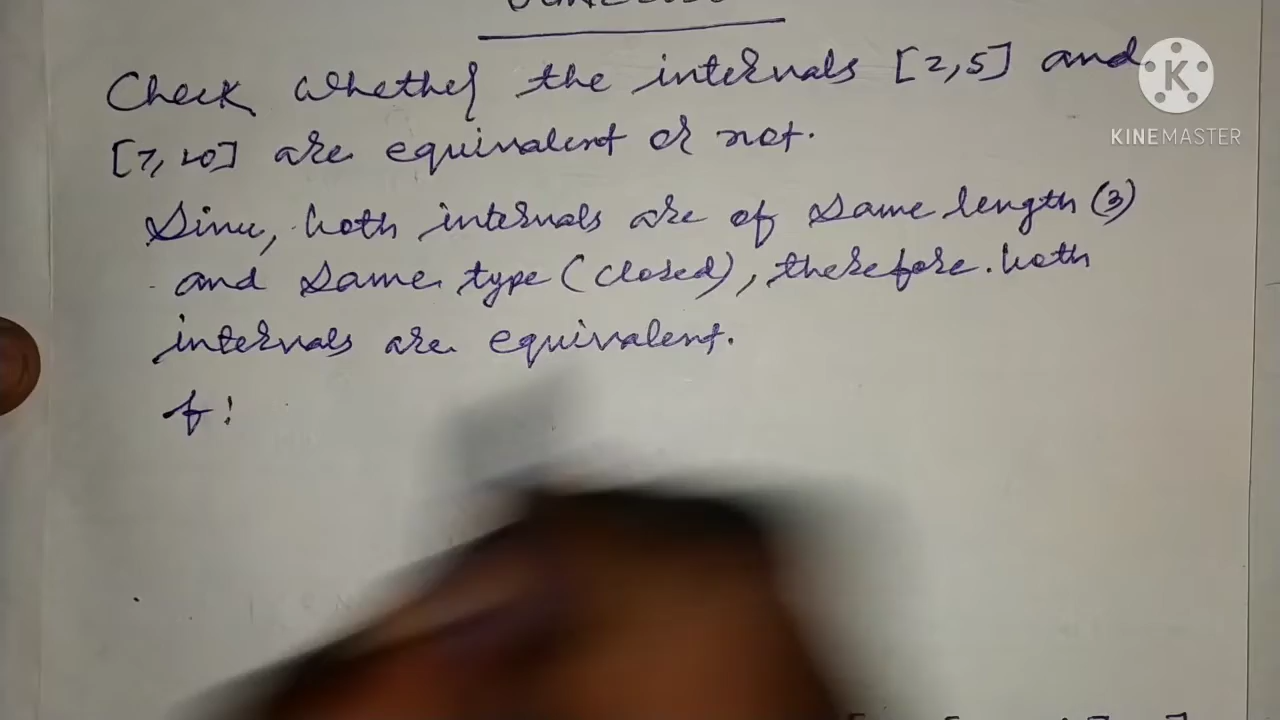 Check whether the intervals [2,5] and
[7,10] are equivalent or not.
Since, both intervals are of same length (3)
and same type (closed), therefore both
intervals are equivalent.
f:
KINEMASTER